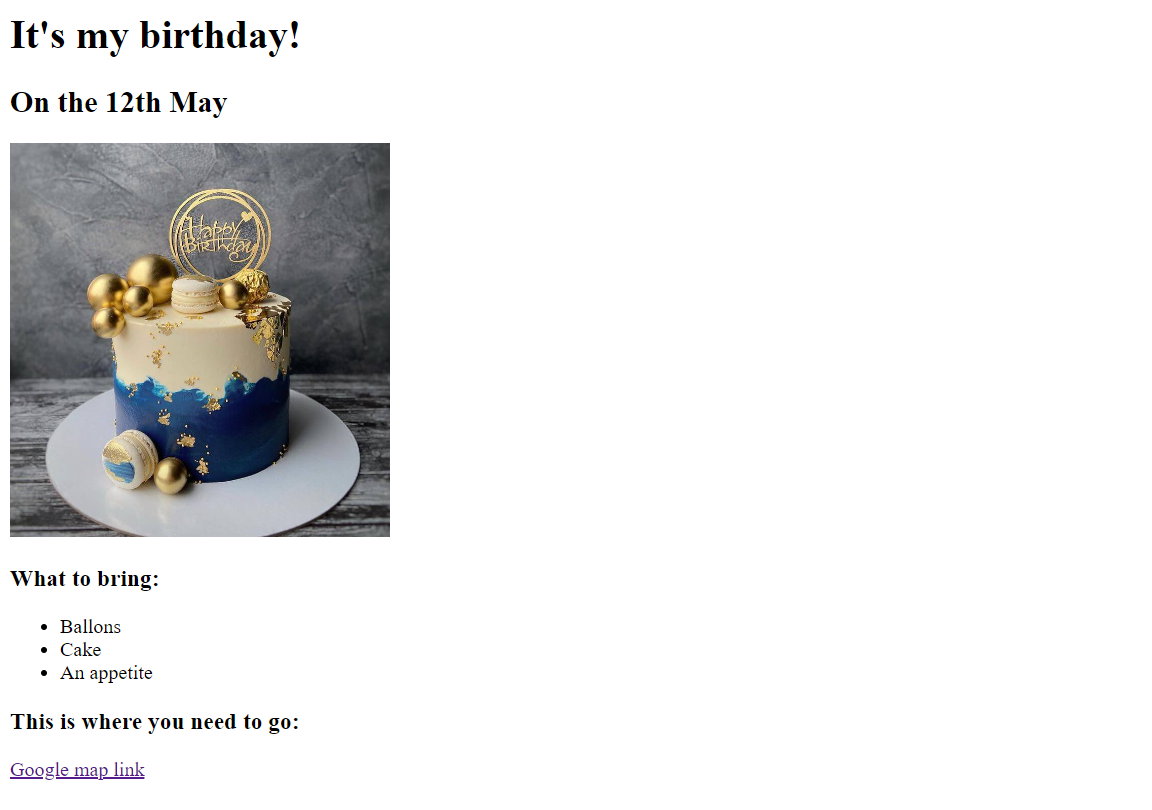 It's my birthday!
On the 12th May
Happy
Birthday
What to bring:
Ballons
Cake
An appetite
This is where you need to go:
Google map link